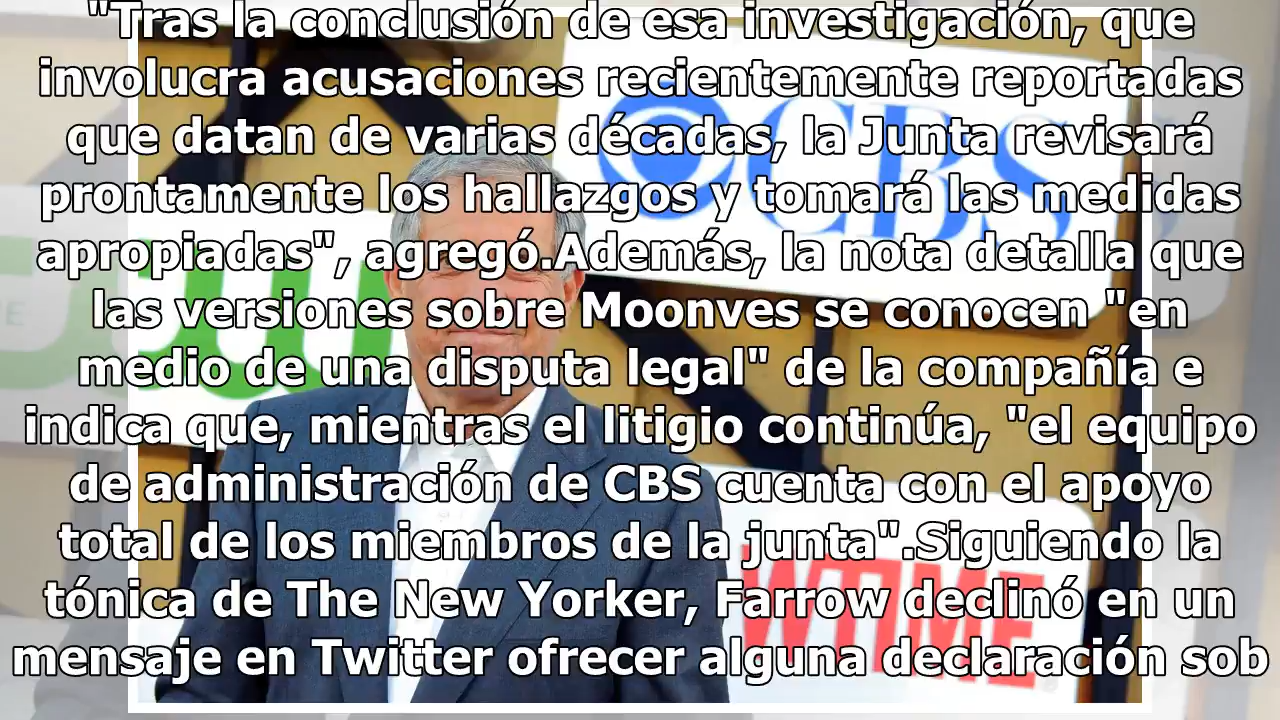 "Tras la conclusión de esa investigación, que
involucra acusaciones recientemente reportadas
que datan de varias décadas, la Junta revisará
prontamente los hallazgos y tomará las medidas
apropiadas", agregó.Además, la nota detalla que
las versiones sobre Moonves se conocen "en
medio de una disputa legal" de la compañía e
indica que, mientras el litigio continúa, "el equipo
de administración de CBS cuenta con el apoyo
total de los miembros de la junta".Siguiendo la
tónica de The New Yorker, Farrow declinó en un
mensaje en Twitter ofrecer alguna declaración sob
CBS